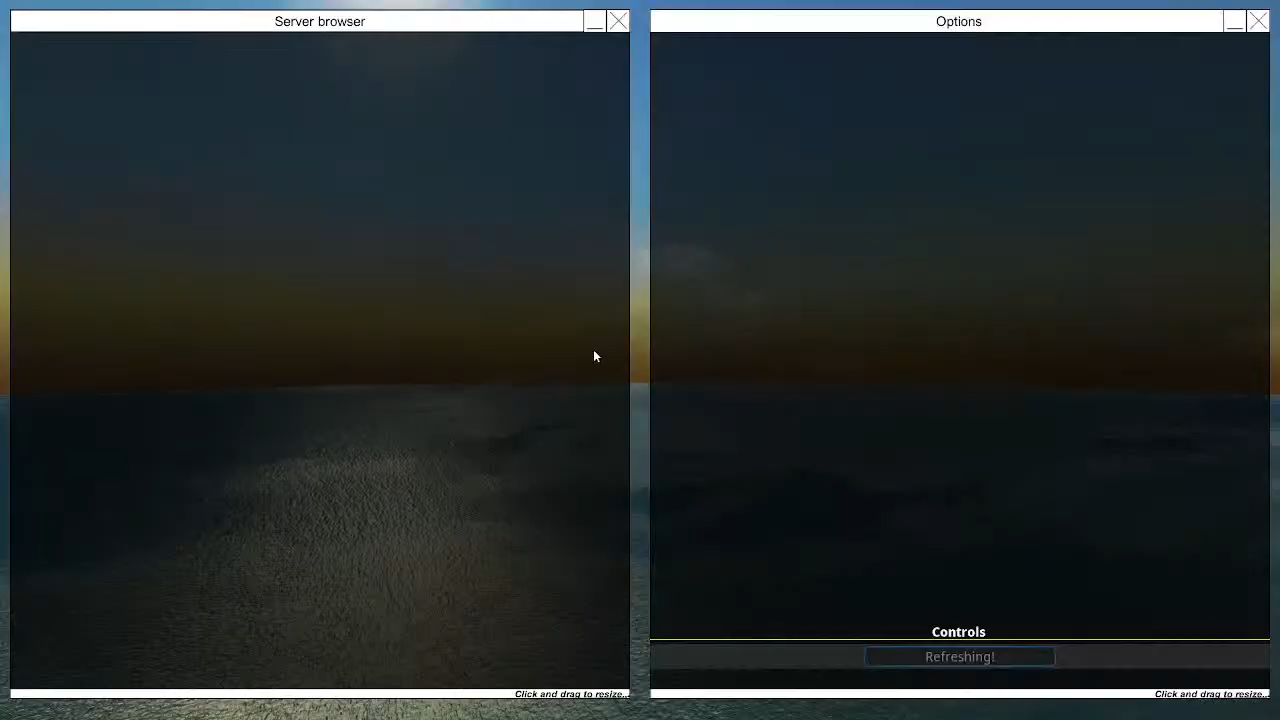 Server browser
Options
Controls
Refreshing!
Click and drag to resize...
Click and drag to resize...